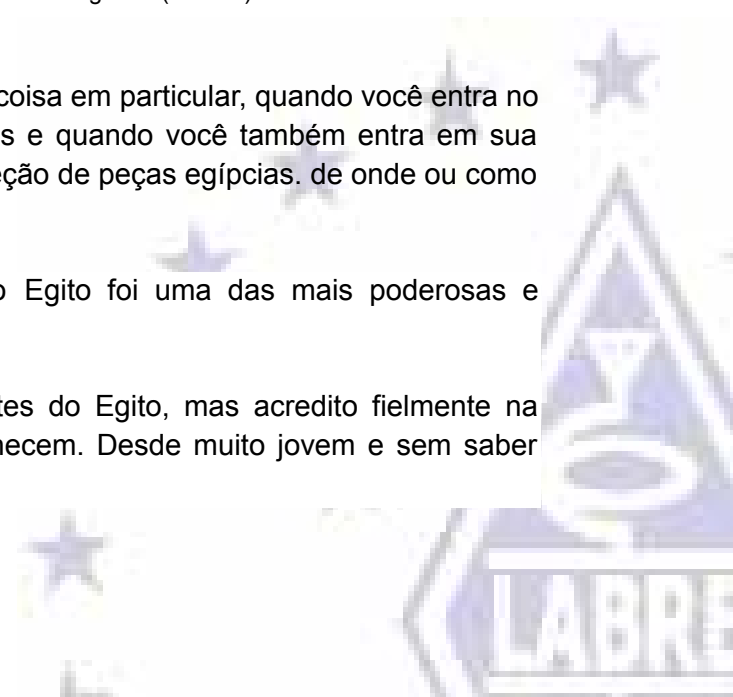 coisa em particular, quando você entra no
s e quando você também entra em sua
eção de peças egípcias. de onde ou como
o Egito foi uma das mais poderosas e
tes do Egito, mas acredito fielmente na
necem. Desde muito jovem e sem saber
LABRE